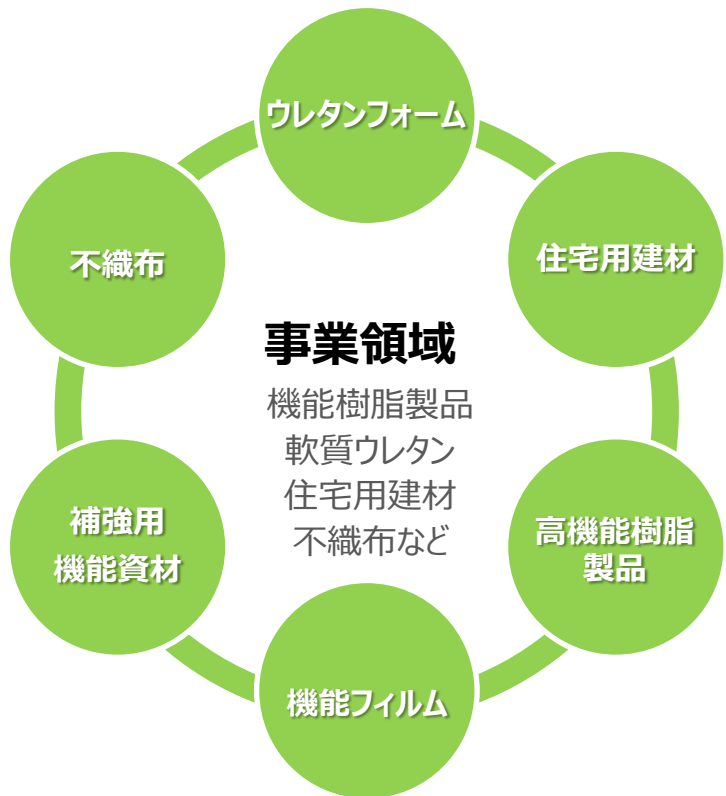 ウレタンフォーム
不織布
住宅用建材
事業領域
機能樹脂製品
軟質ウレタン
住宅用建材
不織布など
補強用
機能資材
高機能樹脂
製品
機能フィルム